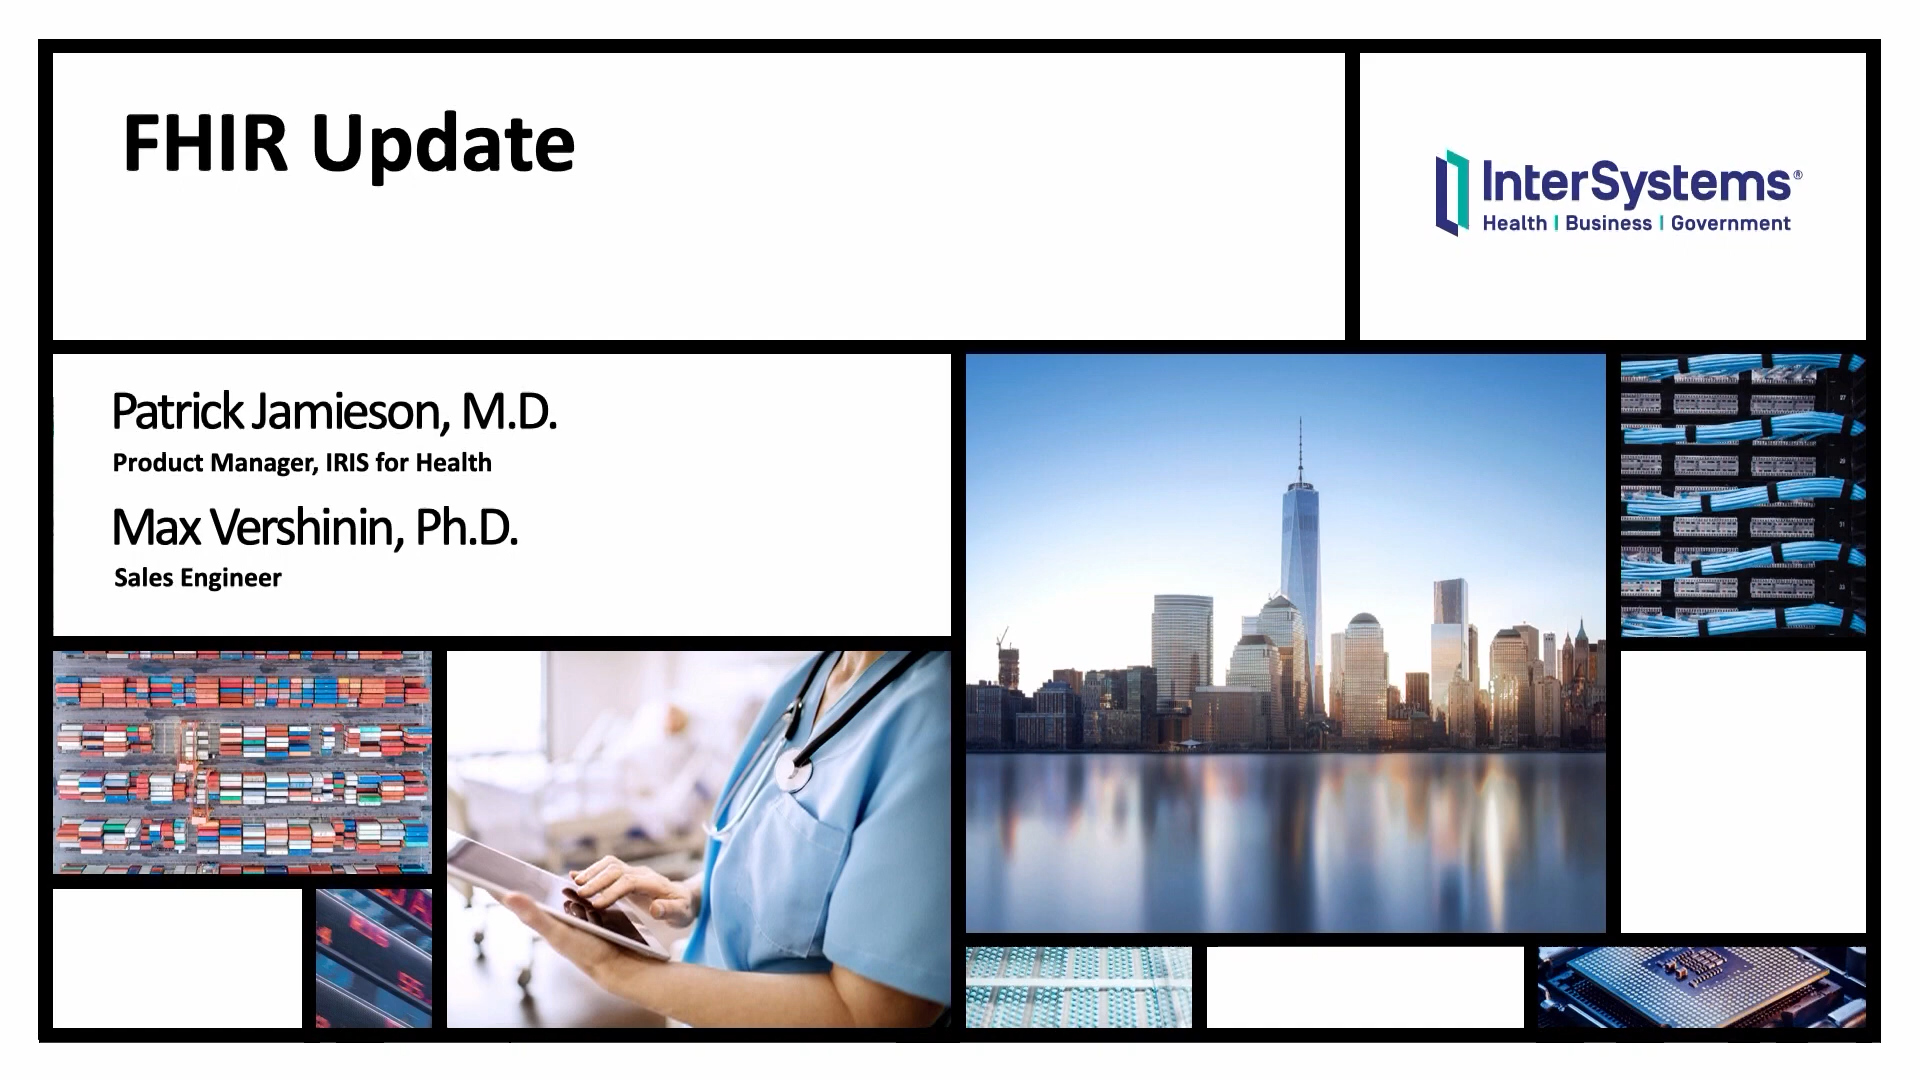 FHIR Update
InterSystems®
Health | Business | Government
Patrick Jamieson, M.D.
Product Manager, IRIS for Health
Max Vershinin, Ph.D.
Sales Engineer